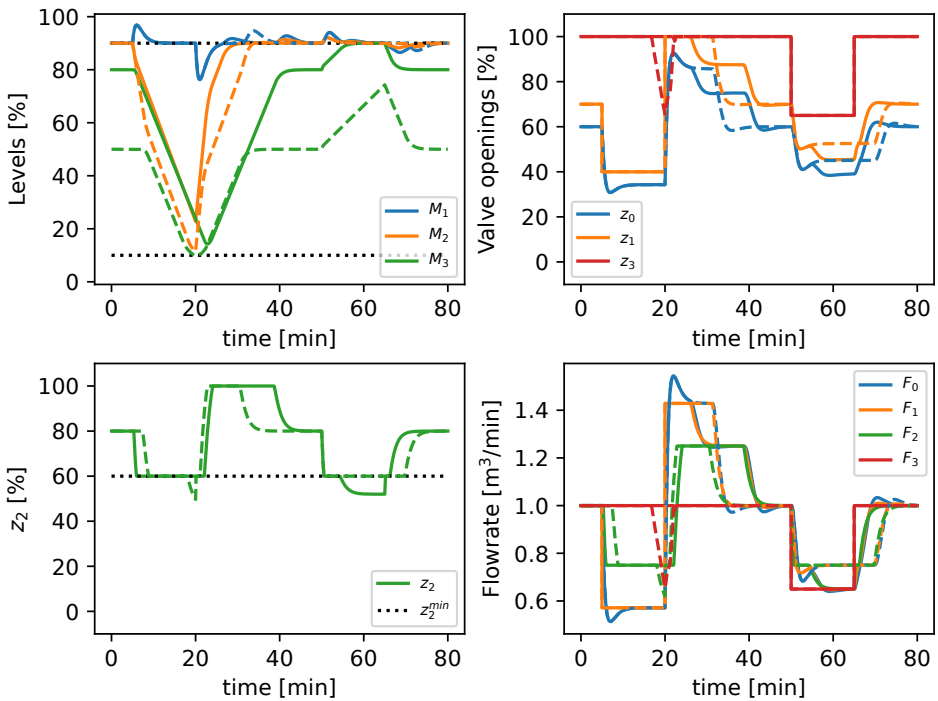 100
80
60
40
20
0
Levels [%]
M₁
M₂
M₃
0 20 40 60 80
time [min]
100
80
60
40
20
0
Valve openings [%]
z₀
z₁
z₃
0 20 40 60 80
time [min]
100
80
60
40
20
0
z₂ [%]
z₂
z₂ᵐⁱⁿ
0 20 40 60 80
time [min]
1.4
1.2
1.0
0.8
0.6
Flowrate [m³/min]
F₀
F₁
F₂
F₃
0 20 40 60 80
time [min]